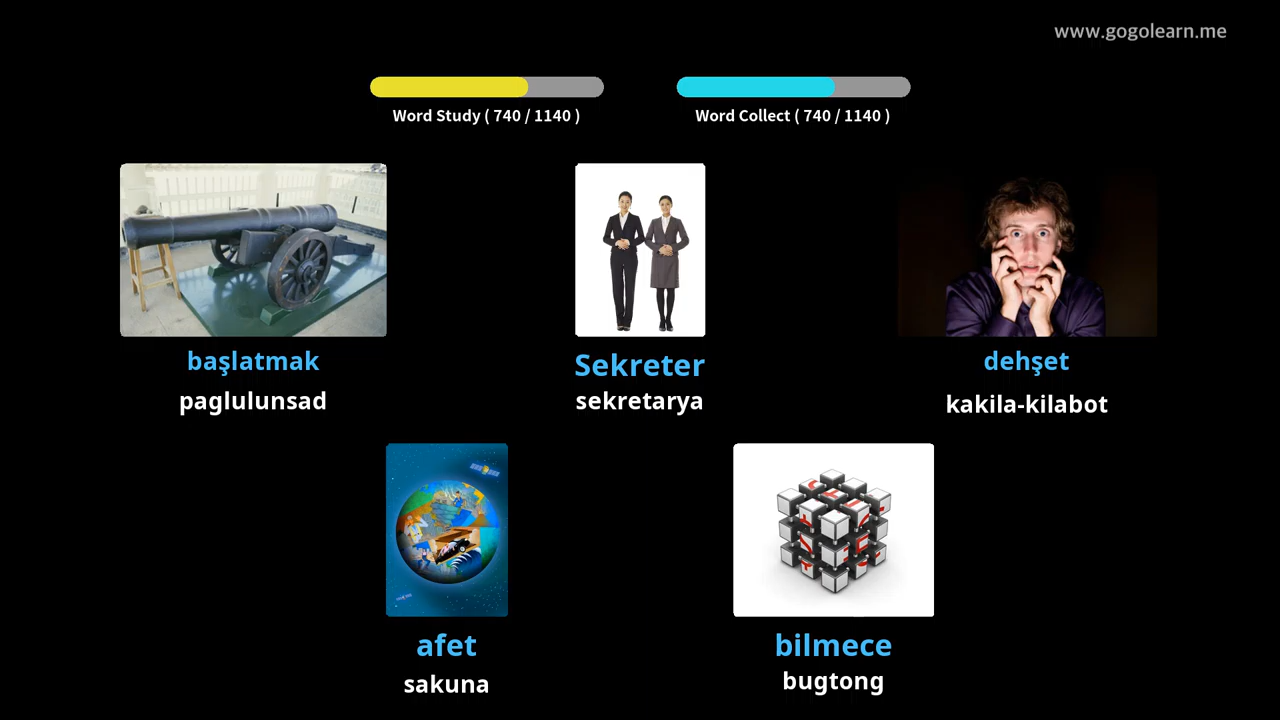 www.gogolearn.me
Word Study ( 740 / 1140 )
Word Collect ( 740 / 1140 )
başlatmak
paglulunsad
Sekreter
sekretarya
dehşet
kakila-kilabot
afet
sakuna
bilmece
bugtong